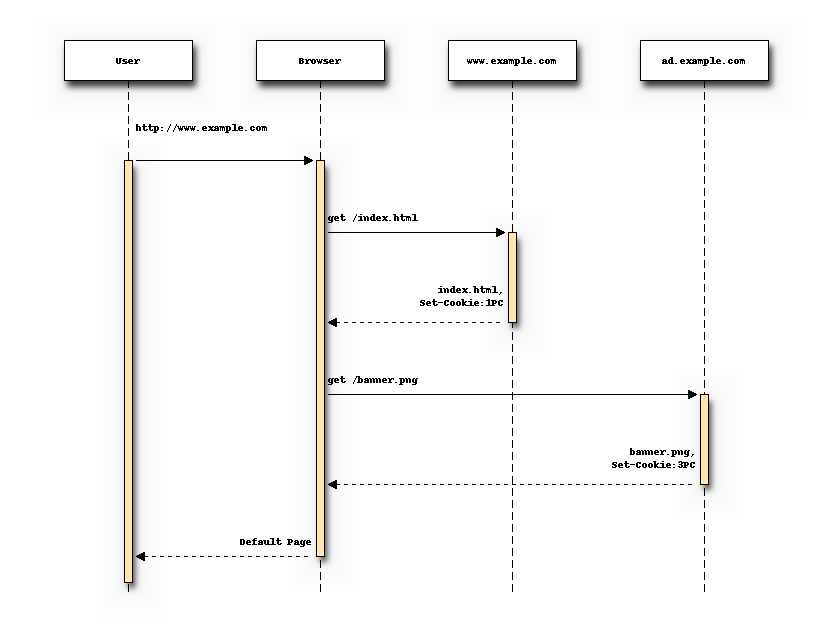 User
Browser
www.example.com
ad.example.com
http://www.example.com
get /index.html
index.html,
Set-Cookie:1PC
get /banner.png
banner.png,
Set-Cookie:3PC
Default Page